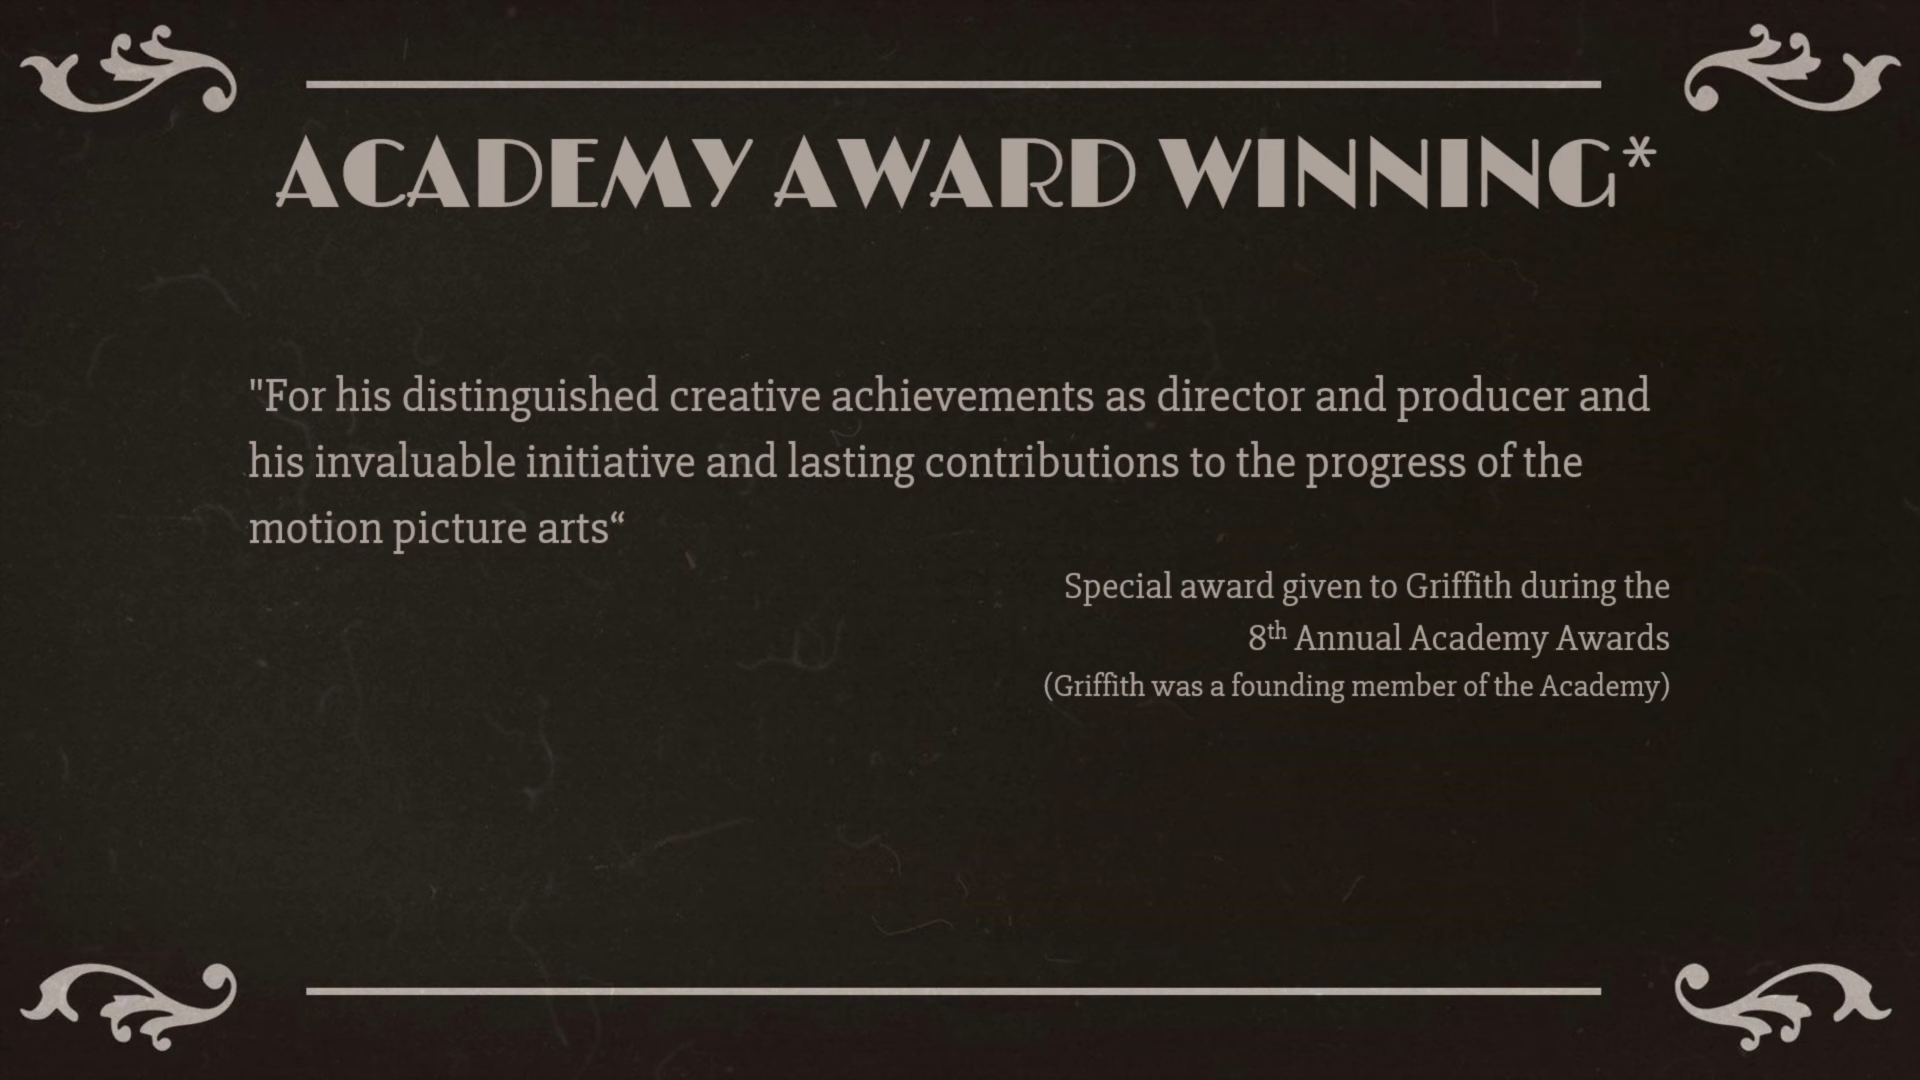 ACADEMY AWARD WINNING*
"For his distinguished creative achievements as director and producer and
his invaluable initiative and lasting contributions to the progress of the
motion picture arts“
Special award given to Griffith during the
8th Annual Academy Awards
(Griffith was a founding member of the Academy)